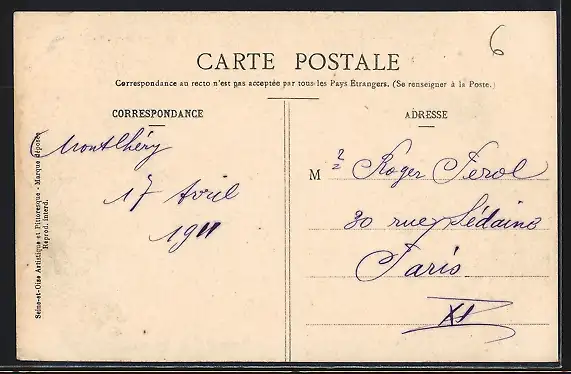 6
CARTE POSTALE
Correspondance au recto n'est pas acceptée par tous les Pays Etrangers. (Se renseigner à la Poste.)
CORRESPONDANCE
Montlhéry
17 Avril
1911
ADRESSE
M r Roger Ferol
30 rue Sédaine
Paris
XI
Seine-et-Oise Artistique et Pittoresque - Marque déposée
Reprod. interd.